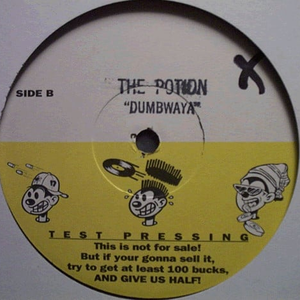 SIDE B
THE POTION
"DUMBWAYA"
X
TEST PRESSING
This is not for sale!
But if your gonna sell it,
try to get at least 100 bucks,
AND GIVE US HALF!